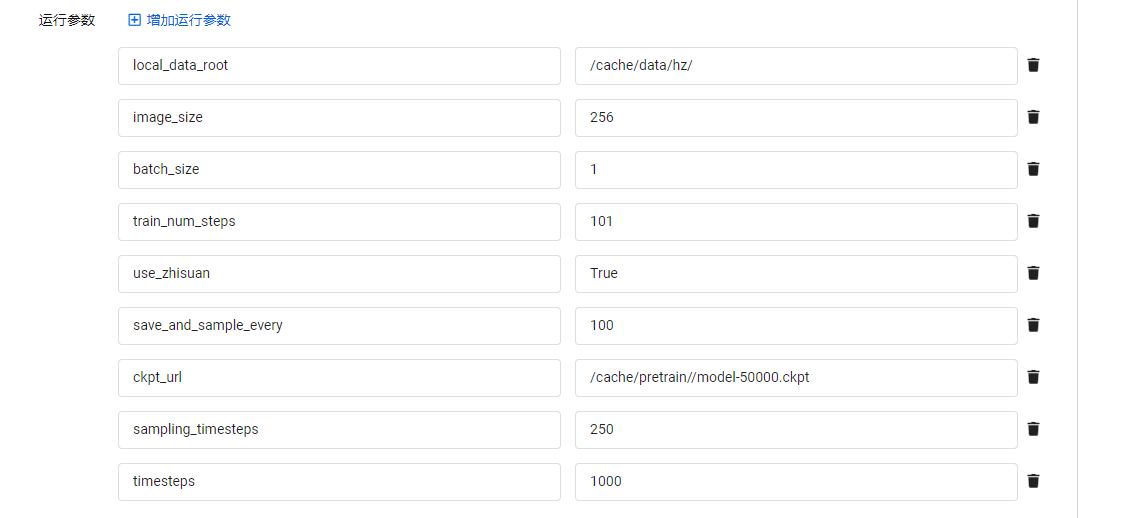 运行参数 增加运行参数
local_data_root /cache/data/hz/
image_size 256
batch_size 1
train_num_steps 101
use_zhisuan True
save_and_sample_every 100
ckpt_url /cache/pretrain//model-50000.ckpt
sampling_timesteps 250
timesteps 1000